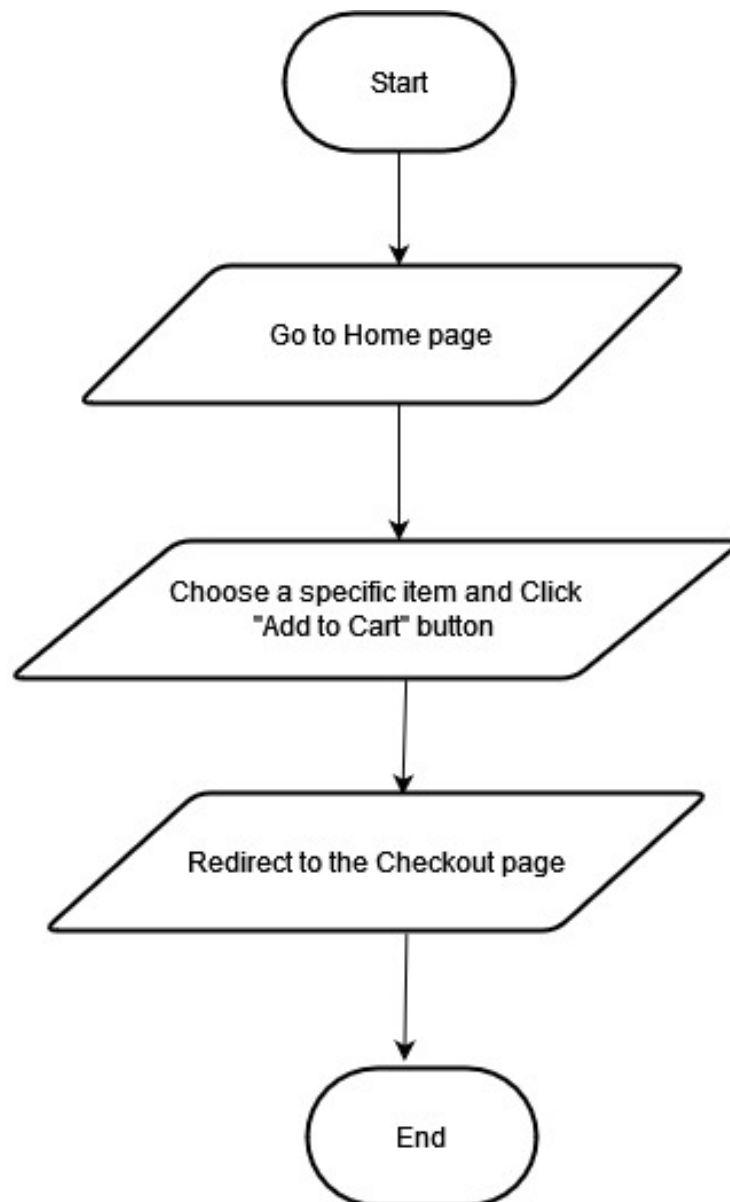 Start
Go to Home page
Choose a specific item and Click
"Add to Cart" button
Redirect to the Checkout page
End